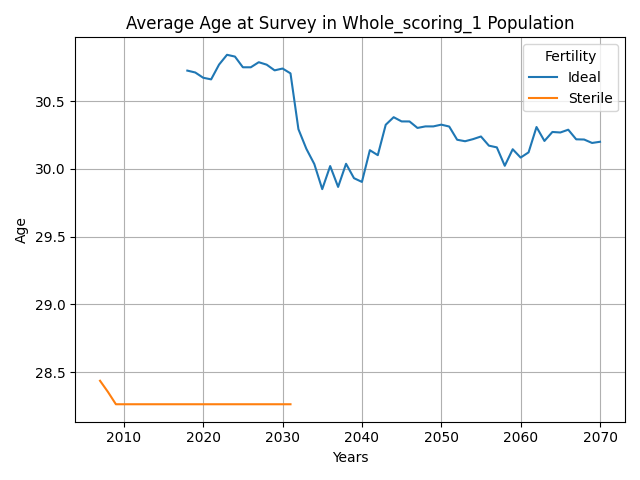 Average Age at Survey in Whole_scoring_1 Population
Fertility
Ideal
Sterile
Age
30.5
30.0
29.5
29.0
28.5
2010 2020 2030 2040 2050 2060 2070
Years